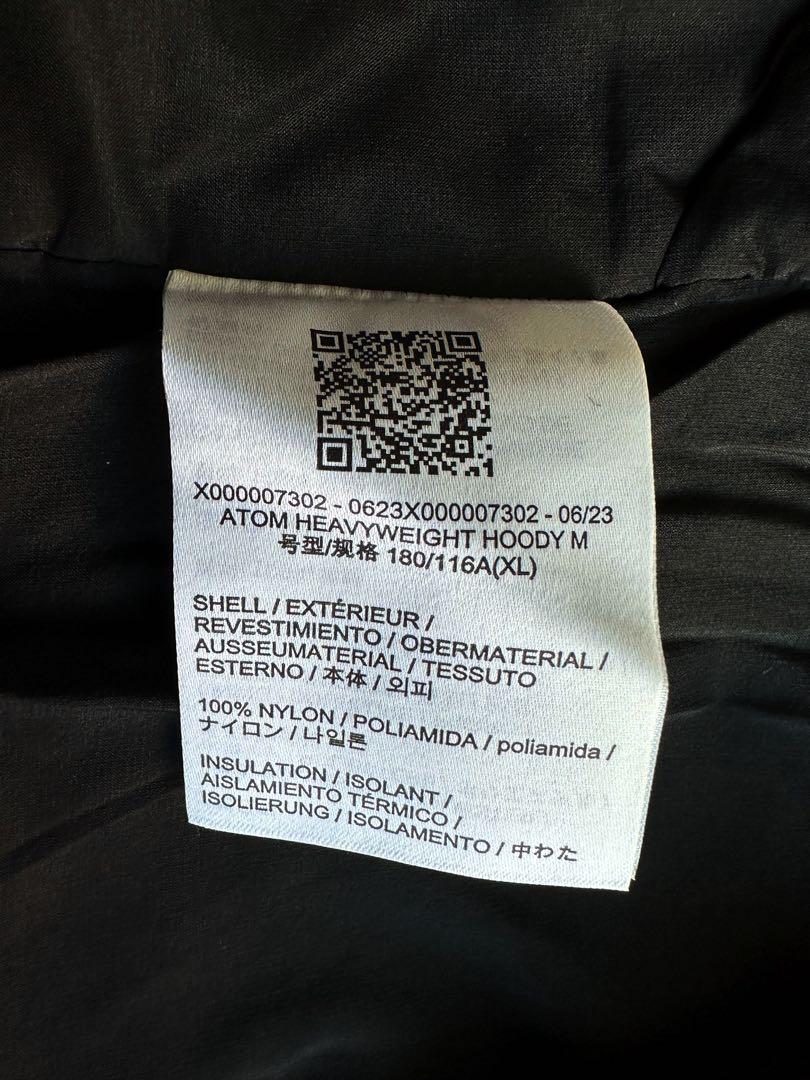 X000007302 - 0623X000007302 - 06/23
ATOM HEAVYWEIGHT HOODY M
号型/规格 180/116A(XL)
SHELL / EXTÉRIEUR /
REVESTIMIENTO / OBERMATERIAL /
AUSSEUMATERIAL / TESSUTO
ESTERNO / 本体 / 외피
100% NYLON / POLIAMIDA / poliamida /
ナイロン / 나일론
INSULATION / ISOLANT /
AISLAMIENTO TÉRMICO /
ISOLIERUNG / ISOLAMENTO / 中わた